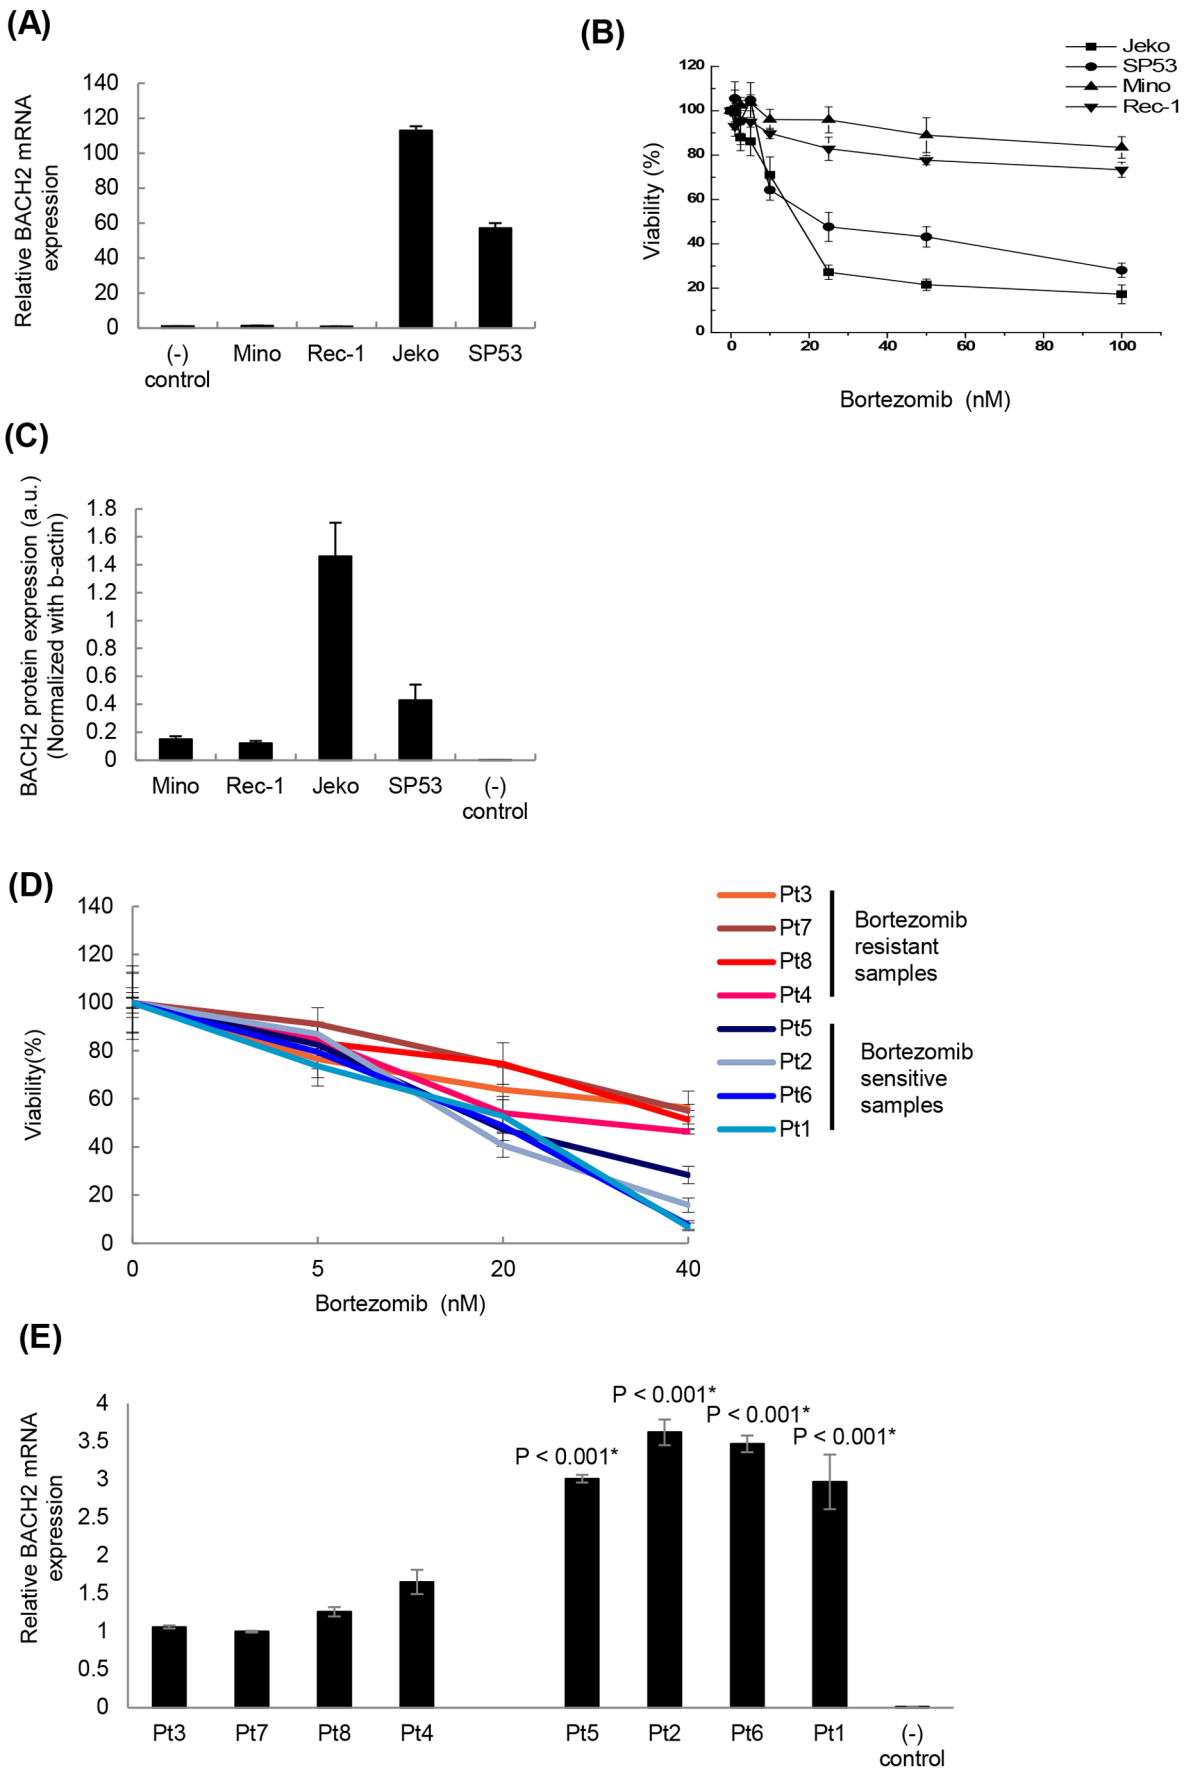 (A)
Relative BACH2 mRNA
expression
140
120
100
80
60
40
20
0
(-)
control
Mino
Rec-1
Jeko
SP53
(B)
Jeko
SP53
Mino
Rec-1
Viability (%)
120
100
80
60
40
20
0
0 20 40 60 80 100
Bortezomib (nM)
(C)
BACH2 protein expression (a.u.)
(Normalized with b-actin)
1.8
1.6
1.4
1.2
1
0.8
0.6
0.4
0.2
0
Mino
Rec-1
Jeko
SP53
(-)
control
(D)
Viability(%)
140
120
100
80
60
40
20
0
0 5 20 40
Bortezomib (nM)
Pt3
Pt7
Pt8
Pt4
Bortezomib
resistant
samples
Pt5
Pt2
Pt6
Pt1
Bortezomib
sensitive
samples
(E)
Relative BACH2 mRNA
expression
4
3.5
3
2.5
2
1.5
1
0.5
0
P < 0.001*
P < 0.001*
P < 0.001*
P < 0.001*
Pt3
Pt7
Pt8
Pt4
Pt5
Pt2
Pt6
Pt1
(-)
control